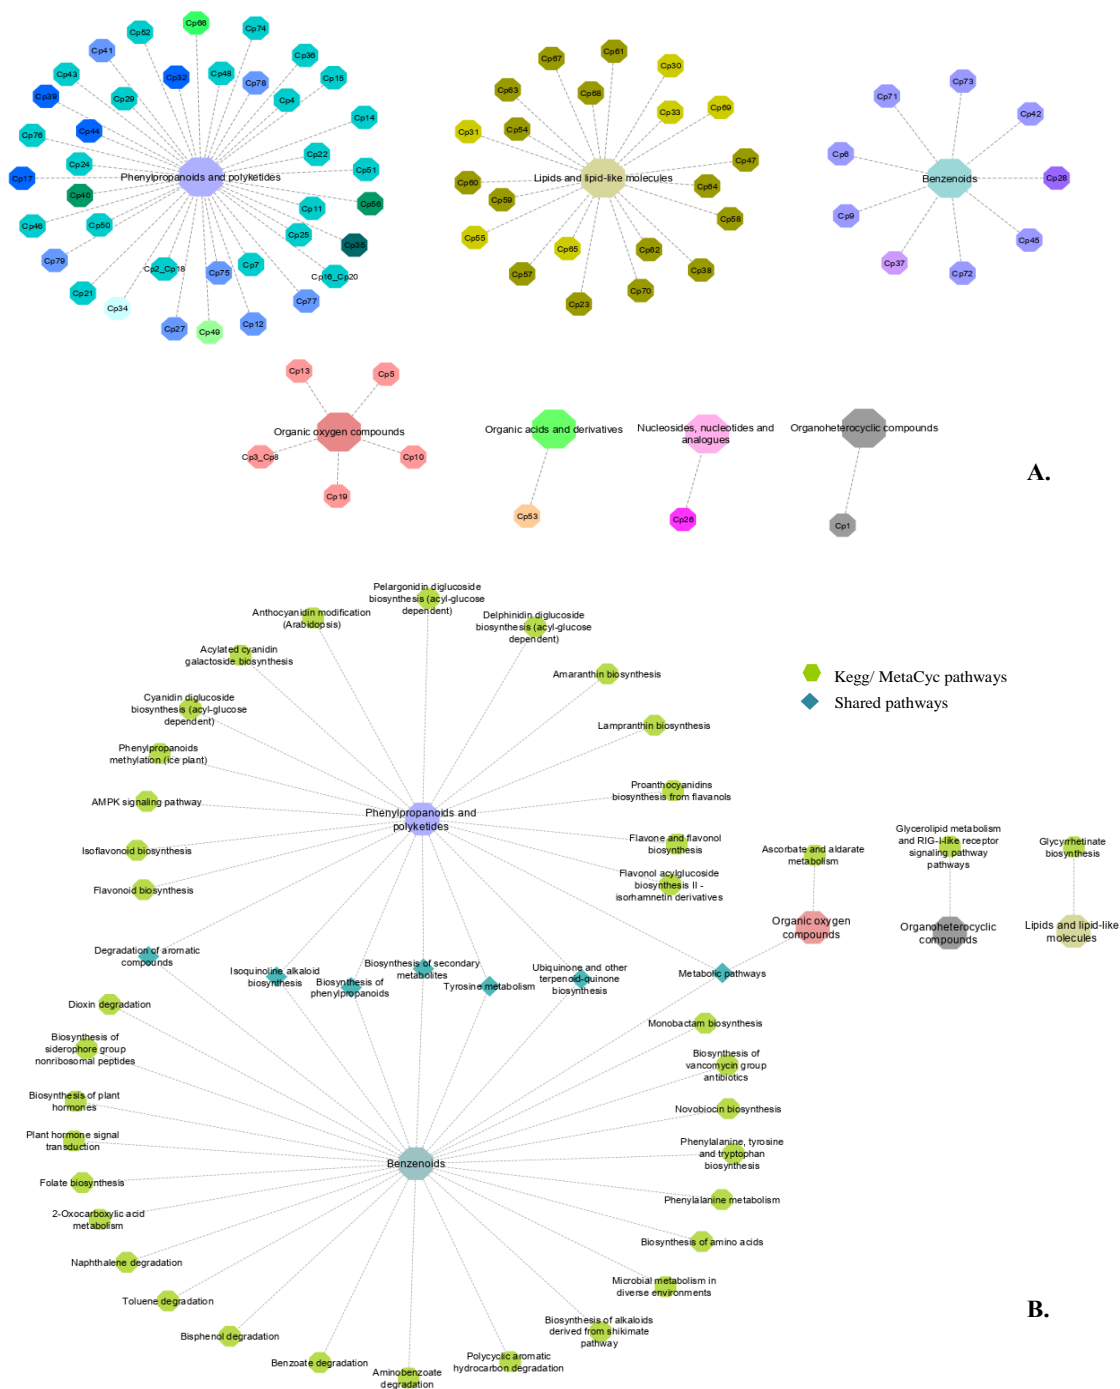 Cp66
Cp52
Cp74
Cp41
Cp36
Cp43
Cp32
Cp48
Cp78
Cp15
Cp39
Cp29
Cp4
Cp14
Cp76
Cp44
Cp24
Cp22
Cp51
Cp17
Phenylpropanoids and polyketides
Cp40
Cp56
Cp11
Cp46
Cp50
Cp25
Cp35
Cp79
Cp2_Cp18
Cp75
Cp7
Cp16_Cp20
Cp21
Cp34
Cp77
Cp27
Cp49
Cp12
Cp67
Cp61
Cp30
Cp63
Cp68
Cp33
Cp69
Cp31
Cp54
Cp47
Cp60
Lipids and lipid-like molecules
Cp64
Cp59
Cp58
Cp55
Cp65
Cp62
Cp57
Cp38
Cp23
Cp70
Cp73
Cp71
Cp42
Cp6
Benzenoids
Cp28
Cp9
Cp45
Cp37
Cp72
Cp13
Cp5
Organic oxygen compounds
Cp3_Cp8
Cp10
Cp19
Organic acids and derivatives
Cp53
Nucleosides, nucleotides and
analogues
Cp26
Organoheterocyclic compounds
Cp1
A.
Pelargonidin diglucoside
biosynthesis (acyl-glucose
dependent)
Anthocyanidin modification
(Arabidopsis)
Delphinidin diglucoside
biosynthesis (acyl-glucose
dependent)
Acylated cyanidin
galactoside biosynthesis
Amaranthin biosynthesis
Kegg/ MetaCyc pathways
Shared pathways
Cyanidin diglucoside
biosynthesis (acyl-glucose
dependent)
Lampranthin biosynthesis
Phenylpropanoids
methylation (ice plant)
AMPK signaling pathway
Proanthocyanidins
biosynthesis from flavanols
Phenylpropanoids and
polyketides
Isoflavonoid biosynthesis
Flavone and flavonol
biosynthesis
Flavonoid biosynthesis
Flavonol acylglucoside
biosynthesis II -
isorhamnetin derivatives
Ascorbate and aldarate
metabolism
Glycerolipid metabolism
and RIG-I-like receptor
signaling pathway
pathways
Glycyrrhetinate
biosynthesis
Organic oxygen
compounds
Organoheterocyclic
compounds
Lipids and lipid-like
molecules
Degradation of aromatic
compounds
Isoquinoline alkaloid
biosynthesis
Biosynthesis of
phenylpropanoids
Biosynthesis of secondary
metabolites
Tyrosine metabolism
Ubiquinone and other
terpenoid-quinone
biosynthesis
Metabolic pathways
Dioxin degradation
Monobactam biosynthesis
Biosynthesis of
siderophore group
nonribosomal peptides
Biosynthesis of
vancomycin group
antibiotics
Biosynthesis of plant
hormones
Novobiocin biosynthesis
Plant hormone signal
transduction
Phenylalanine, tyrosine
and tryptophan
biosynthesis
Benzenoids
Folate biosynthesis
Phenylalanine metabolism
2-Oxocarboxylic acid
metabolism
Biosynthesis of amino acids
Naphthalene degradation
Microbial metabolism in
diverse environments
Toluene degradation
Biosynthesis of alkaloids
derived from shikimate
pathway
Bisphenol degradation
Benzoate degradation
Polycyclic aromatic
hydrocarbon degradation
Aminobenzoate
degradation
B.